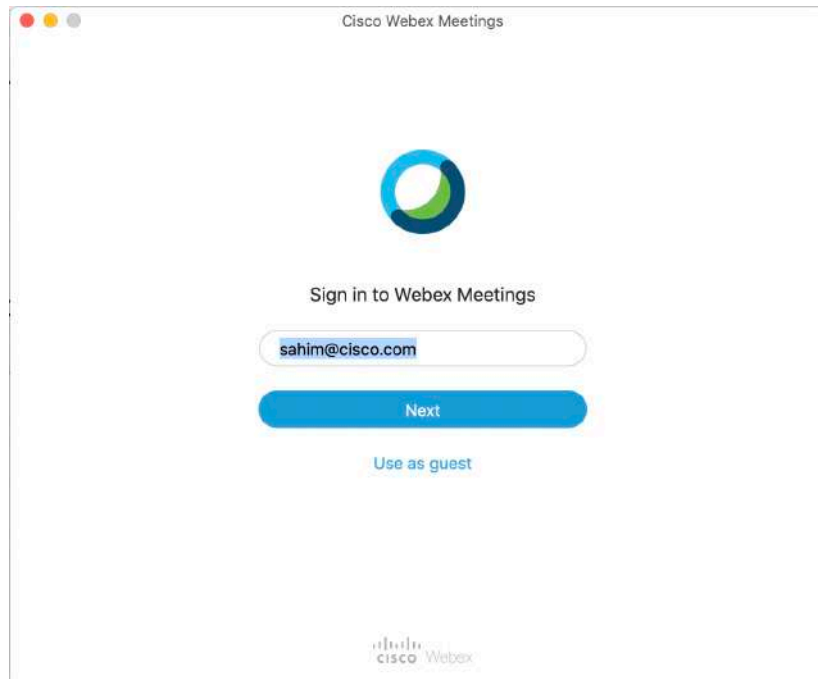 Cisco Webex Meetings
Sign in to Webex Meetings
sahim@cisco.com
Next
Use as guest
CISCO Webex